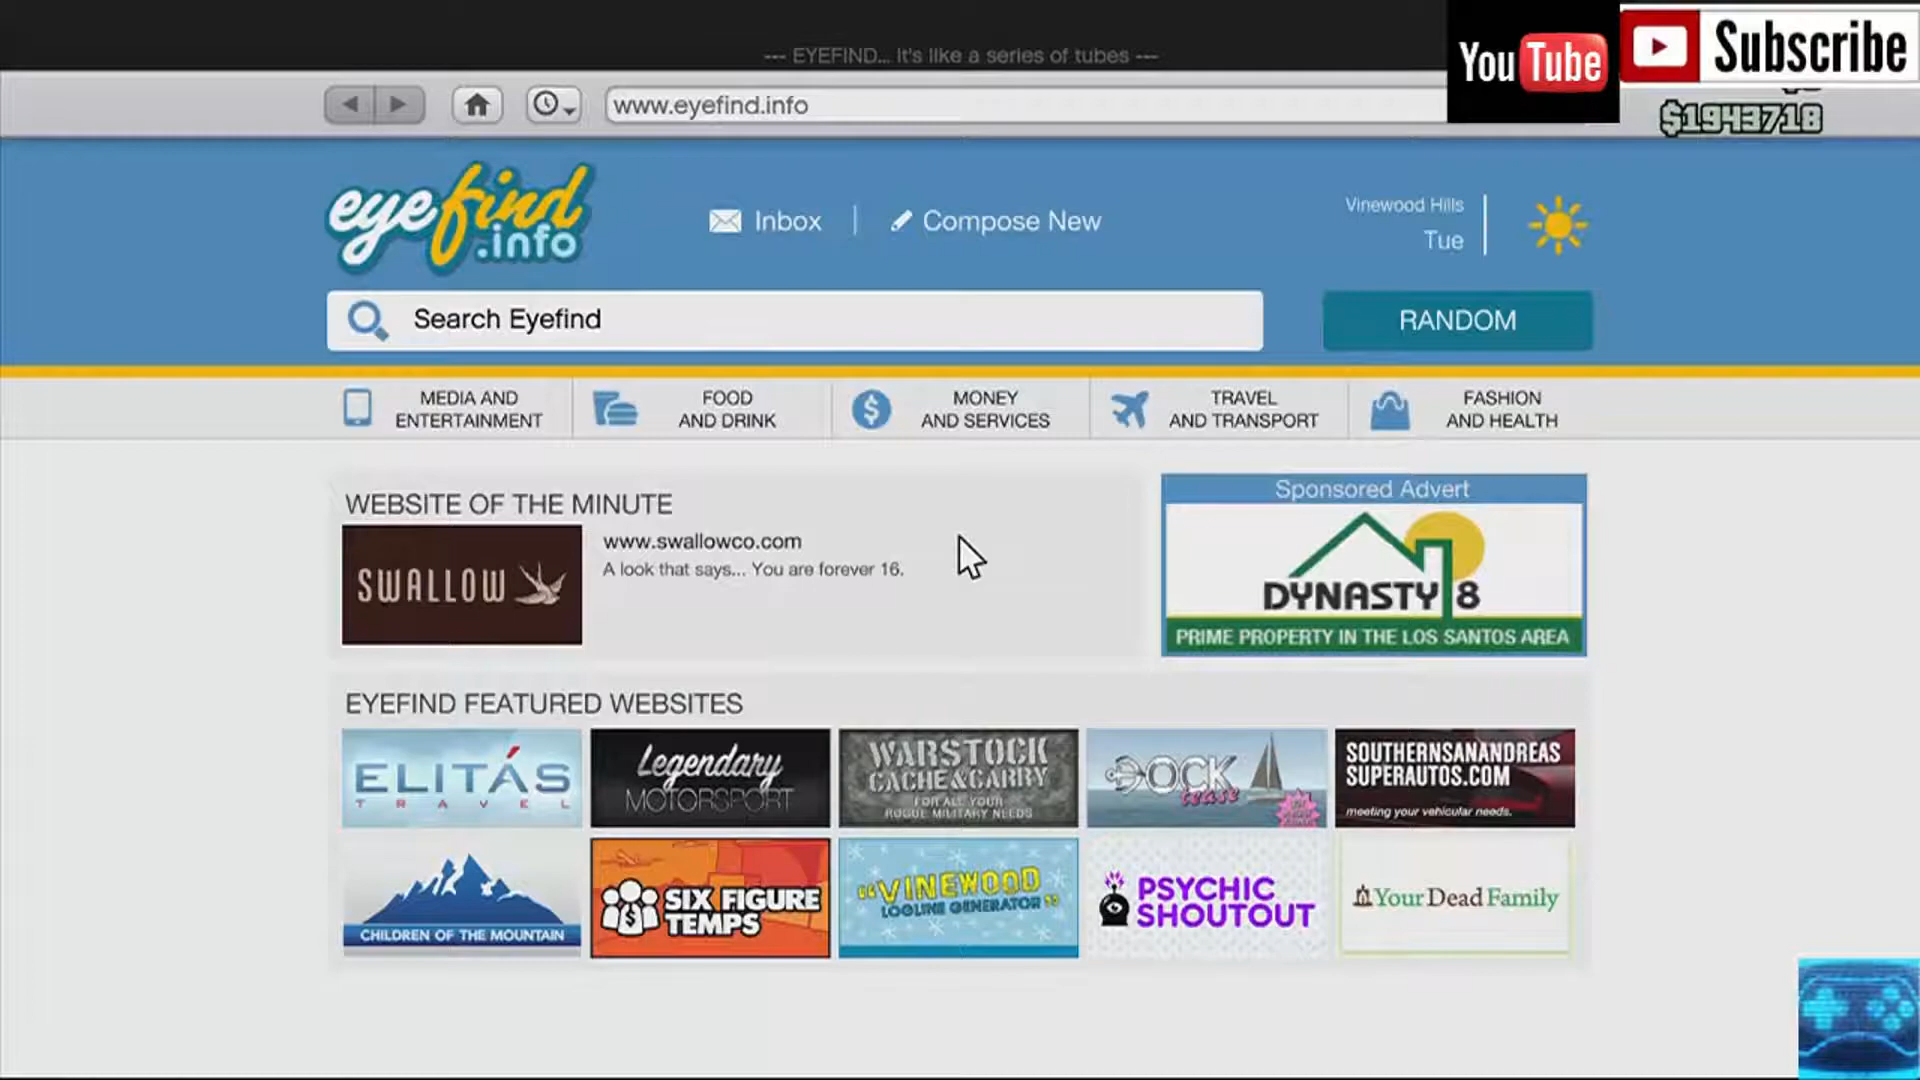 --- EYEFIND... It's like a series of tubes ---
You Tube
Subscribe
www.eyefind.info
$1943718
eyefind
.info
Inbox
Compose New
Vinewood Hills
Tue
Search Eyefind
RANDOM
MEDIA AND
ENTERTAINMENT
FOOD
AND DRINK
MONEY
AND SERVICES
TRAVEL
AND TRANSPORT
FASHION
AND HEALTH
WEBSITE OF THE MINUTE
SWALLOW
www.swallowco.com
A look that says... You are forever 16.
Sponsored Advert
DYNASTY 8
PRIME PROPERTY IN THE LOS SANTOS AREA
EYEFIND FEATURED WEBSITES
ELITÁS
TRAVEL
Legendary
MOTORSPORT
WARSTOCK
CACHE&CARRY
FOR ALL YOUR
ROGUE MILITARY NEEDS
DOCK
tease
SOUTHERNSANANDREAS
SUPERAUTOS.COM
meeting your vehicular needs.
CHILDREN OF THE MOUNTAIN
SIX FIGURE
TEMPS
"VINEWOOD
LOGLINE GENERATOR"
PSYCHIC
SHOUTOUT
Your Dead Family